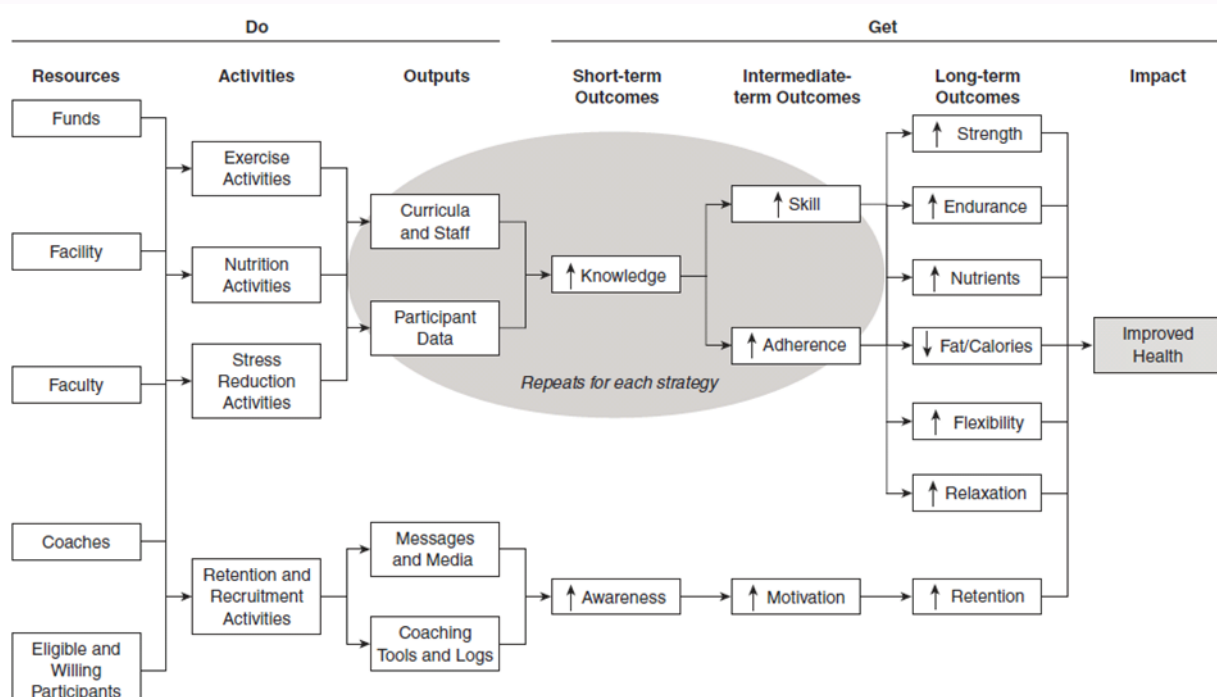 Do
Get
Resources
Activities
Outputs
Short-term
Outcomes
Intermediate-
term Outcomes
Long-term
Outcomes
Impact
Funds
Facility
Faculty
Coaches
Eligible and
Willing
Participants
Exercise
Activities
Nutrition
Activities
Stress
Reduction
Activities
Retention and
Recruitment
Activities
Curricula
and Staff
Participant
Data
Messages
and Media
Coaching
Tools and Logs
↑ Knowledge
Repeats for each strategy
↑ Awareness
↑ Skill
↑ Adherence
↑ Motivation
↑ Strength
↑ Endurance
↑ Nutrients
↓ Fat/Calories
↑ Flexibility
↑ Relaxation
↑ Retention
Improved
Health